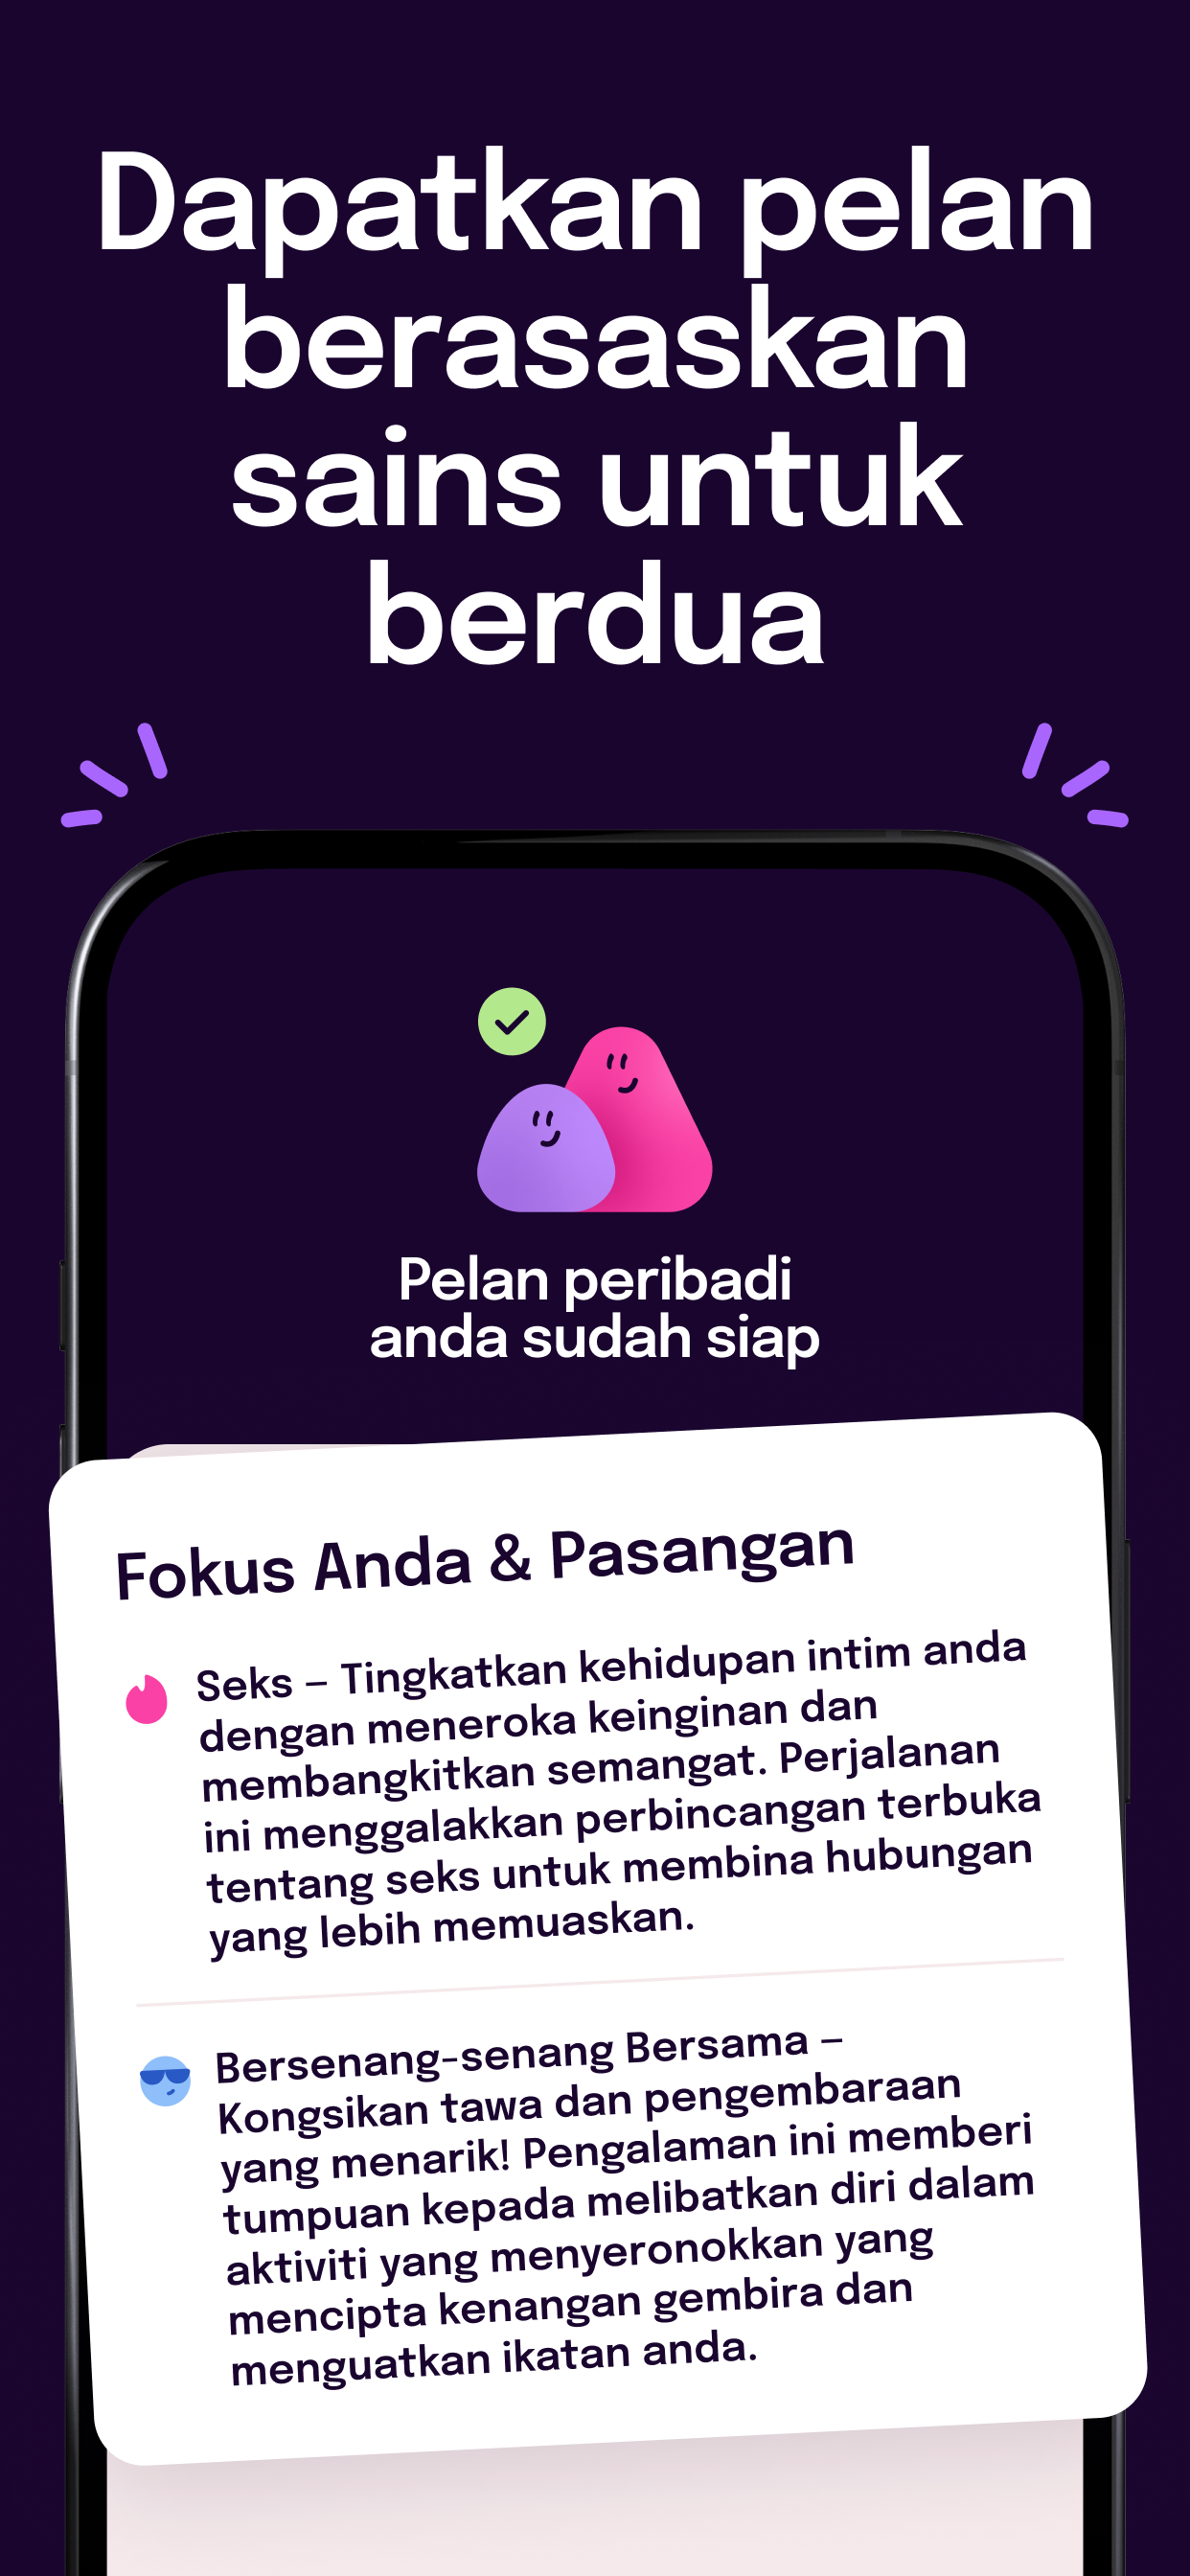 Dapatkan pelan
berasaskan
sains untuk
berdua
Pelan peribadi
anda sudah siap
Fokus Anda & Pasangan
Seks – Tingkatkan kehidupan intim anda
dengan meneroka keinginan dan
membangkitkan semangat. Perjalanan
ini menggalakkan perbincangan terbuka
tentang seks untuk membina hubungan
yang lebih memuaskan.
Bersenang-senang Bersama –
Kongsikan tawa dan pengembaraan
yang menarik! Pengalaman ini memberi
tumpuan kepada melibatkan diri dalam
aktiviti yang menyeronokkan yang
mencipta kenangan gembira dan
menguatkan ikatan anda.